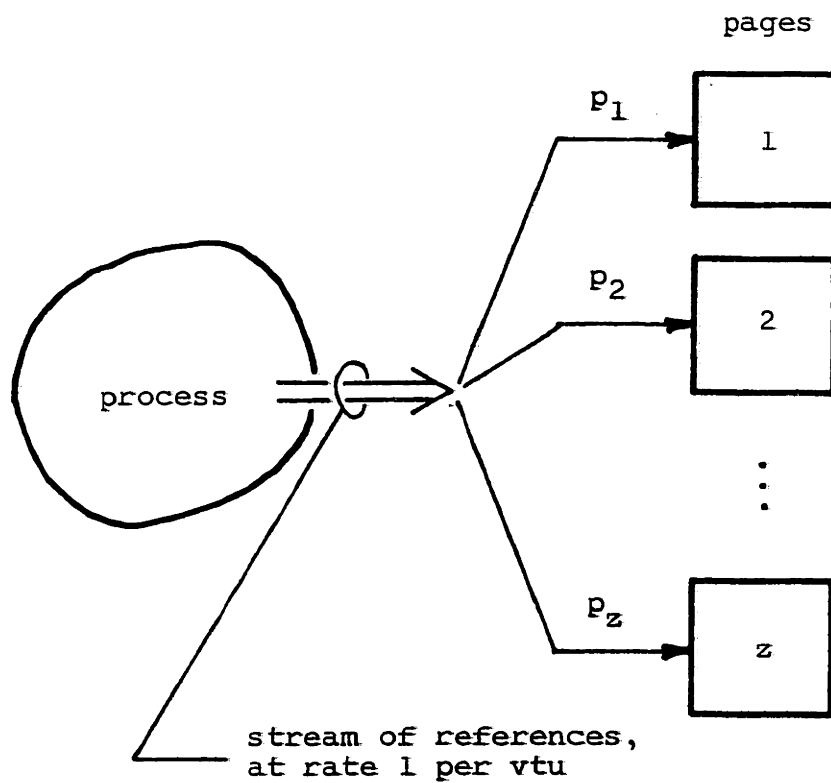 pages
p1
1
p2
2
process
...
pz
z
stream of references,
at rate 1 per vtu